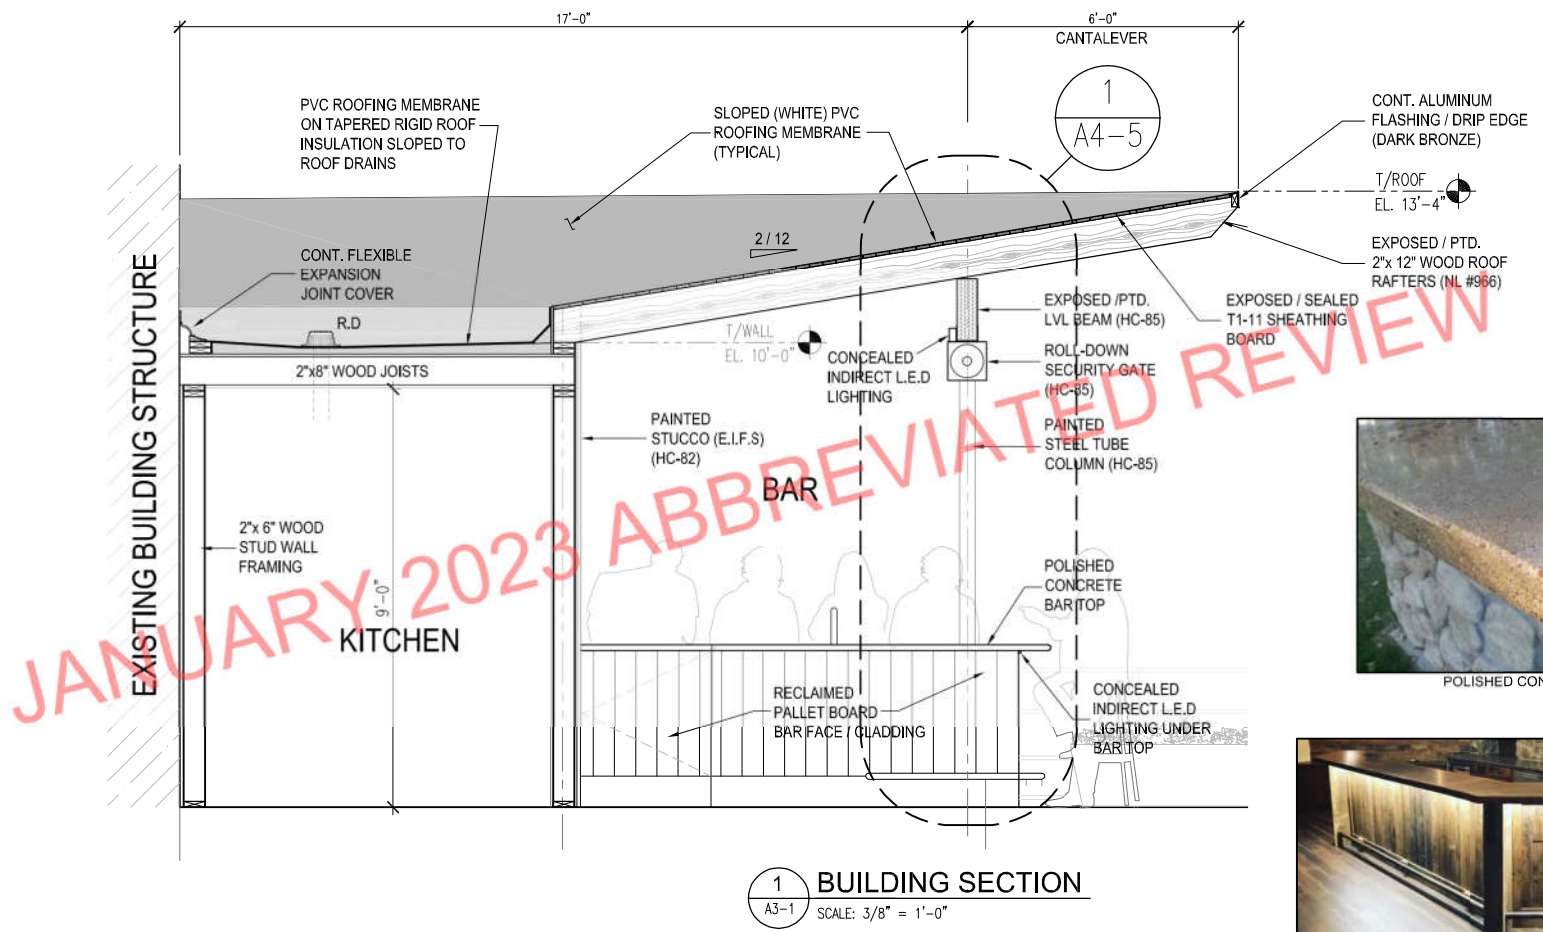 17'-0"
6'-0"
CANTALEVER
1
A4-5
PVC ROOFING MEMBRANE
ON TAPERED RIGID ROOF
INSULATION SLOPED TO
ROOF DRAINS
SLOPED (WHITE) PVC
ROOFING MEMBRANE
(TYPICAL)
CONT. ALUMINUM
FLASHING / DRIP EDGE
(DARK BRONZE)
T/ROOF
EL. 13'-4"
2 / 12
EXPOSED / PTD.
2"x 12" WOOD ROOF
RAFTERS (NL #966)
CONT. FLEXIBLE
EXPANSION
JOINT COVER
R.D
2"x8" WOOD JOISTS
T/WALL
EL. 10'-0"
EXPOSED /PTD.
LVL BEAM (HC-85)
EXPOSED / SEALED
T1-11 SHEATHING
BOARD
CONCEALED
INDIRECT L.E.D
LIGHTING
ROLL-DOWN
SECURITY GATE
(HC-85)
PAINTED
STUCCO (E.I.F.S)
(HC-82)
PAINTED
STEEL TUBE
COLUMN (HC-85)
EXISTING BUILDING STRUCTURE
BAR
2"x 6" WOOD
STUD WALL
FRAMING
9'-0"
KITCHEN
POLISHED
CONCRETE
BAR TOP
RECLAIMED
PALLET BOARD
BAR FACE / CLADDING
CONCEALED
INDIRECT L.E.D
LIGHTING UNDER
BAR TOP
JANUARY 2023 ABBREVIATED REVIEW
POLISHED CON
1
A3-1
BUILDING SECTION
SCALE: 3/8" = 1'-0"